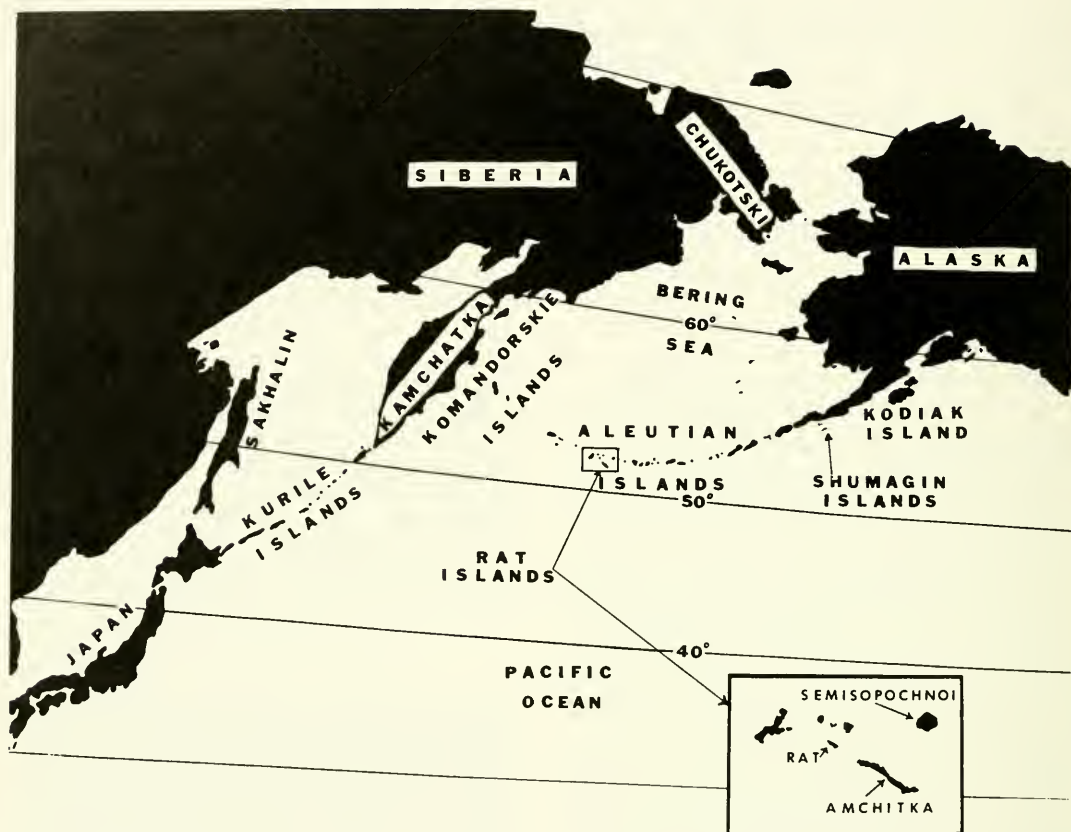 SIBERIA
CHUKOTSKI
ALASKA
BERING
60°
SEA
KAMCHATKA
KOMANDORSKIE
ISLANDS
SAKHALIN
ALEUTIAN
ISLANDS
50°
KODIAK
ISLAND
SHUMAGIN
ISLANDS
KURILE
ISLANDS
RAT
ISLANDS
JAPAN
40°
PACIFIC
OCEAN
SEMISOPOCHNOI
RAT
AMCHITKA